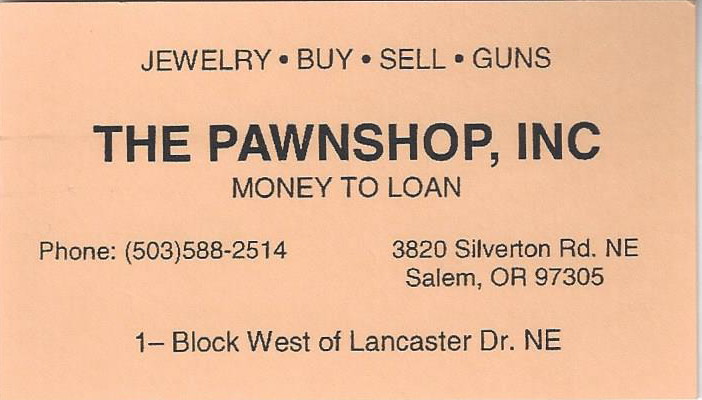 JEWELRY • BUY • SELL • GUNS
THE PAWNSHOP, INC
MONEY TO LOAN
Phone: (503)588-2514
3820 Silverton Rd. NE
Salem, OR 97305
1– Block West of Lancaster Dr. NE